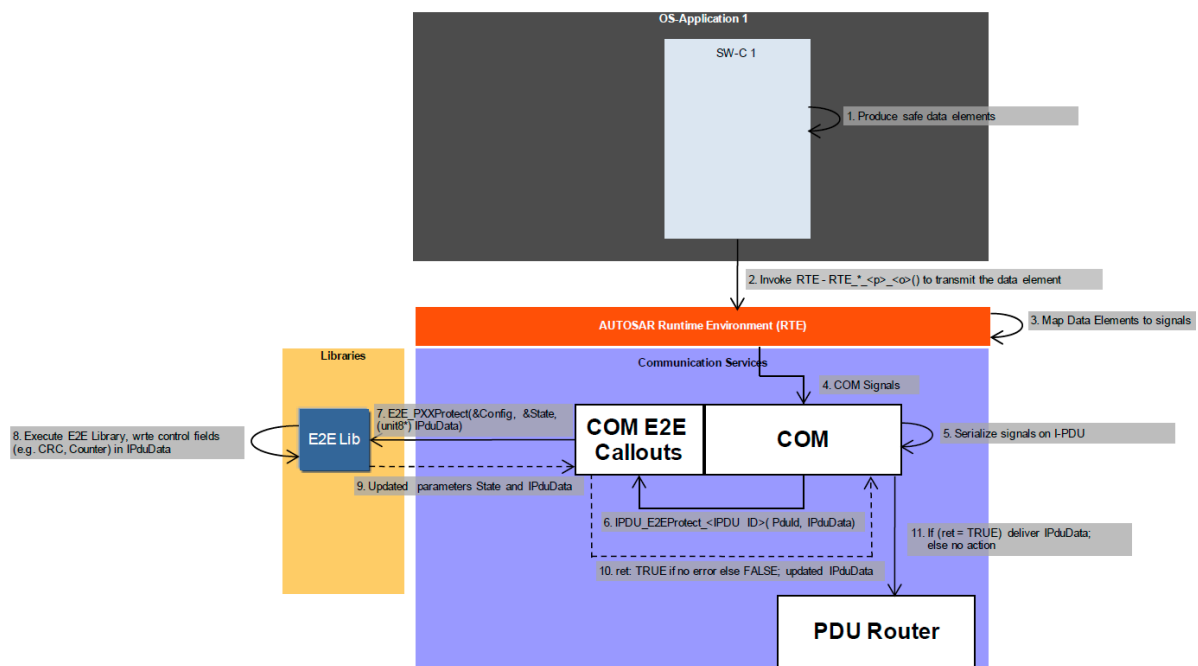 OS-Application 1
SW-C 1
1. Produce safe data elements
2. Invoke RTE - RTE_*_<p>_<o>() to transmit the data element
AUTOSAR Runtime Environment (RTE)
3. Map Data Elements to signals
Libraries
Communication Services
4. COM Signals
7. E2E_PXXProtect(&Config, &State,
(unit8*) IPduData)
8. Execute E2E Library, wrte control fields
(e.g. CRC, Counter) in IPduData
E2E Lib
COM E2E
Callouts
COM
5. Serialize signals on I-PDU
9. Updated parameters State and IPduData
6. IPDU_E2EProtect_<IPDU ID>( PduId, IPduData)
11. If (ret = TRUE) deliver IPduData;
else no action
10. ret: TRUE if no error else FALSE; updated IPduData
PDU Router